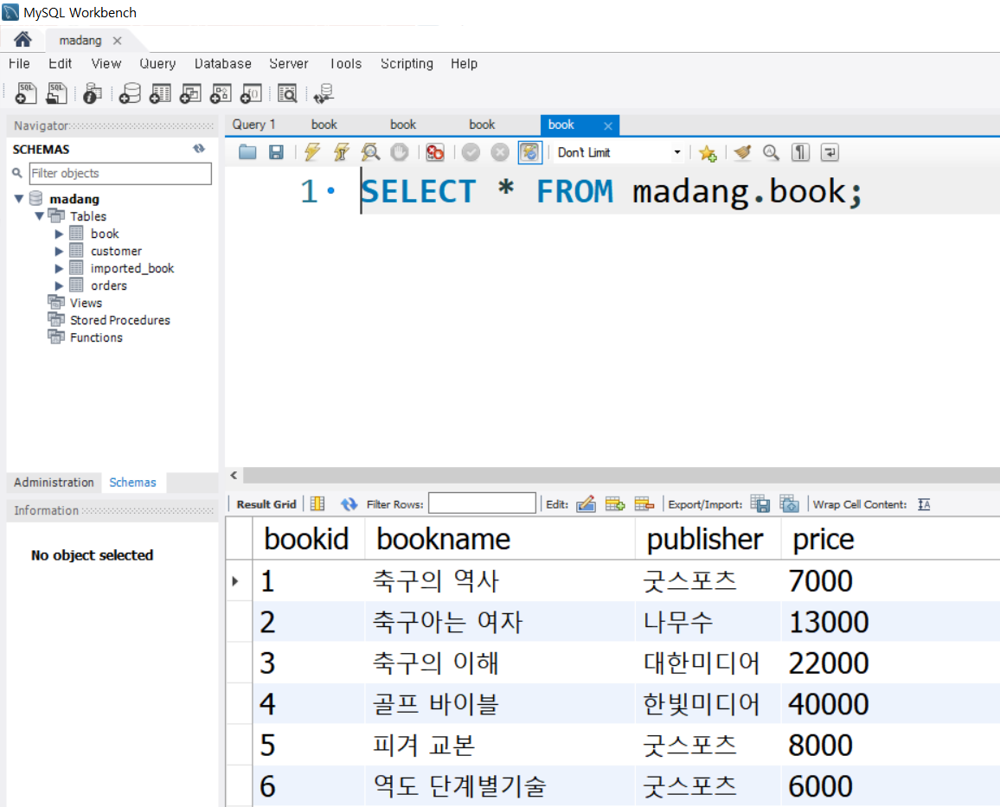 MySQL Workbench
madang
File Edit View Query Database Server Tools Scripting Help
Navigator
SCHEMAS
Filter objects
madang
Tables
book
customer
imported_book
orders
Views
Stored Procedures
Functions
Administration Schemas
Information
No object selected
Query 1 book book book book
Don't Limit
1 SELECT * FROM madang.book;
Result Grid Filter Rows: Edit: Export/Import: Wrap Cell Content:
bookid bookname publisher price
1 축구의 역사 굿스포츠 7000
2 축구아는 여자 나무수 13000
3 축구의 이해 대한미디어 22000
4 골프 바이블 한빛미디어 40000
5 피겨 교본 굿스포츠 8000
6 역도 단계별기술 굿스포츠 6000